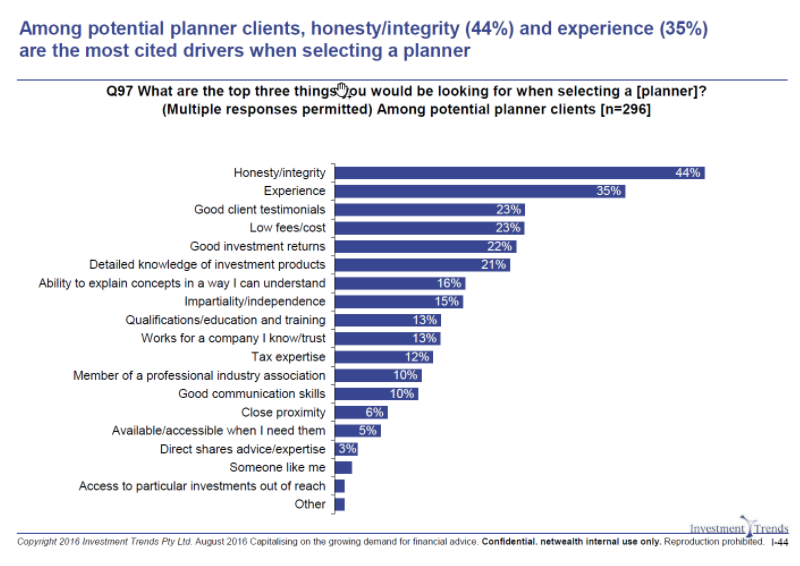 Among potential planner clients, honesty/integrity (44%) and experience (35%)
are the most cited drivers when selecting a planner
Q97 What are the top three things you would be looking for when selecting a [planner]?
(Multiple responses permitted) Among potential planner clients [n=296]
Honesty/integrity 44%
Experience 35%
Good client testimonials 23%
Low fees/cost 23%
Good investment returns 22%
Detailed knowledge of investment products 21%
Ability to explain concepts in a way I can understand 16%
Impartiality/independence 15%
Qualifications/education and training 13%
Works for a company I know/trust 13%
Tax expertise 12%
Member of a professional industry association 10%
Good communication skills 10%
Close proximity 6%
Available/accessible when I need them 5%
Direct shares advice/expertise 3%
Someone like me
Access to particular investments out of reach
Other
Investment Trends
Copyright 2016 Investment Trends Pty Ltd. August 2016 Capitalising on the growing demand for financial advice. Confidential. netwealth internal use only. Reproduction prohibited. I-44